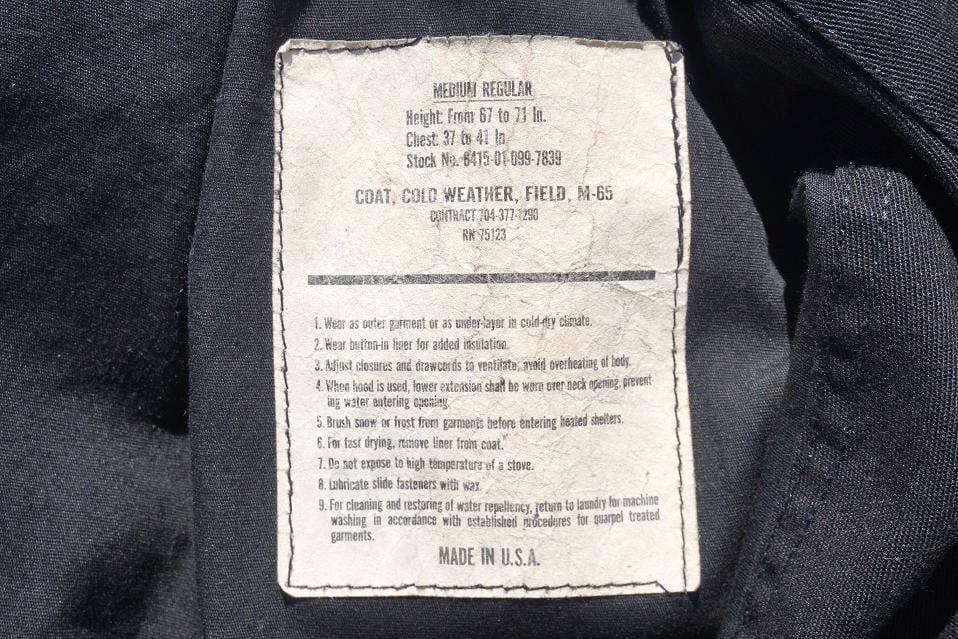 MEDIUM REGULAR
Height: From 67 to 71 In.
Chest: 37 to 41 In
Stock No. 8415-01-099-7839
COAT, COLD WEATHER, FIELD, M-65
CONTRACT 704-377-1290
RN 75123
1. Wear as outer garment or as under-layer in cold-dry climate.
2. Wear button-in liner for added insulation.
3. Adjust closures and drawcords to ventilate; avoid overheating of body.
4. When hood is used, lower extension shall be worn over neck opening, prevent-
ing water entering opening.
5. Brush snow or frost from garments before entering heated shelters.
6. For fast drying, remove liner from coat.
7. Do not expose to high temperature of a stove.
8. Lubricate slide fasteners with wax.
9. For cleaning and restoring of water repellency, return to laundry for machine
washing in accordance with established procedures for quarpel treated
garments.
MADE IN U.S.A.